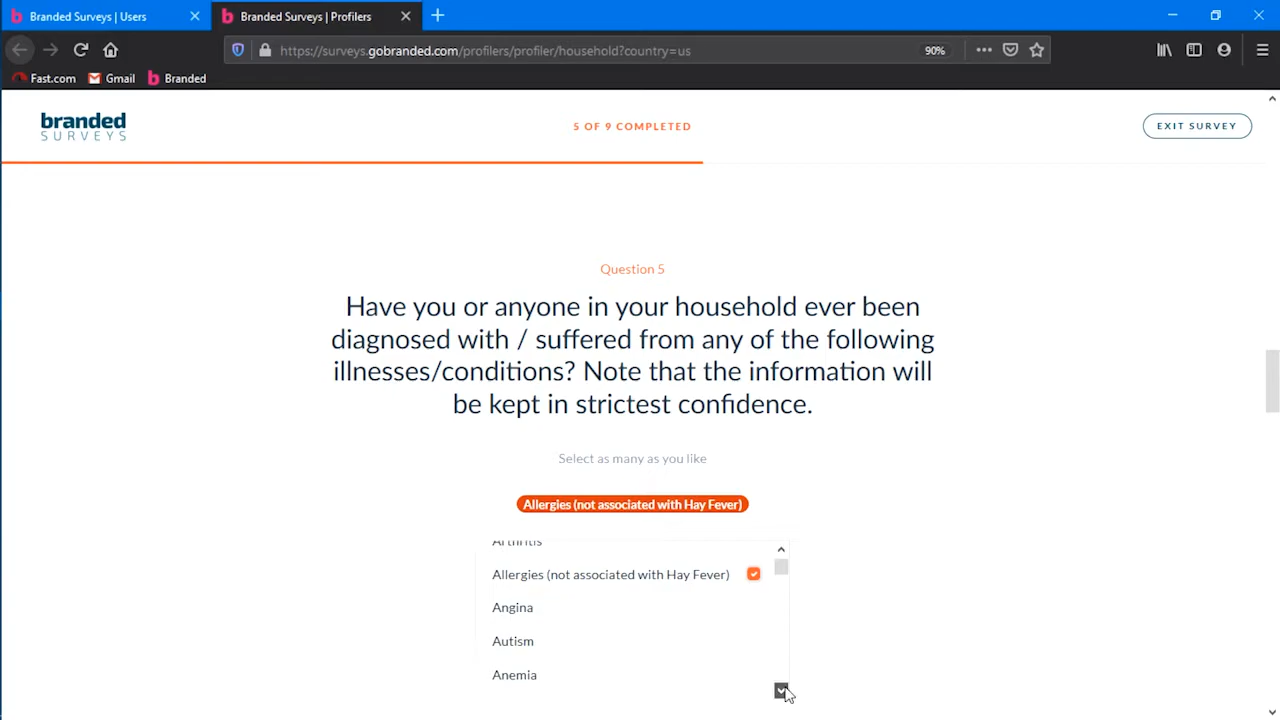 Branded Surveys | Users
Branded Surveys | Profilers
https://surveys.gobranded.com/profilers/profiler/household?country=us
90%
Fast.com
Gmail
Branded
branded
SURVEYS
5 OF 9 COMPLETED
EXIT SURVEY
Question 5
Have you or anyone in your household ever been
diagnosed with / suffered from any of the following
illnesses/conditions? Note that the information will
be kept in strictest confidence.
Select as many as you like
Allergies (not associated with Hay Fever)
Arthritis
Allergies (not associated with Hay Fever)
Angina
Autism
Anemia